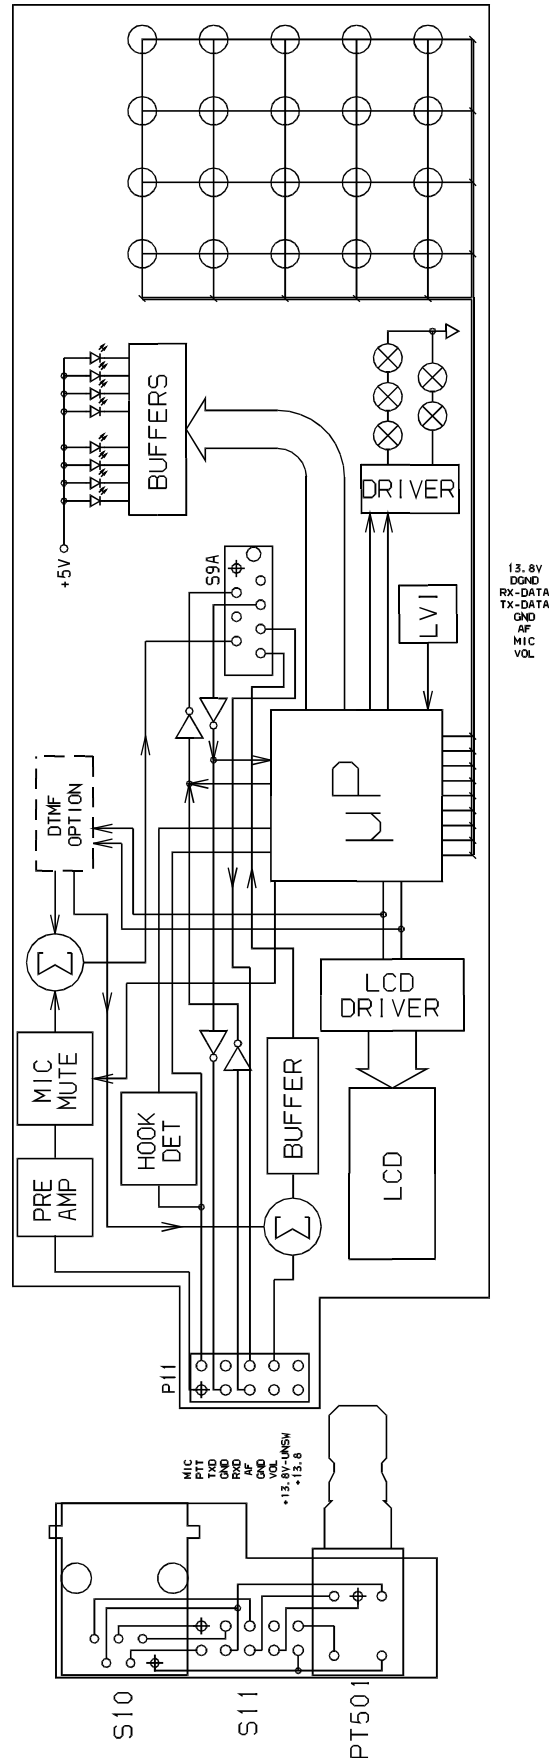 BUFFERS
+5V
DRIVER
S9A
LVI
13.8V
DGND
RX-DATA
TX-DATA
GND
AF
MIC
VOL
µP
DTMF
OPTION
Σ
LCD
DRIVER
MIC
MUTE
HOOK
DET
BUFFER
LCD
PRE
AMP
Σ
P11
MIC
PTT
TXD
GND
RXD
AF
GND
VOL
+13.8V-UNSW
+13.8
S10
S11
PT501